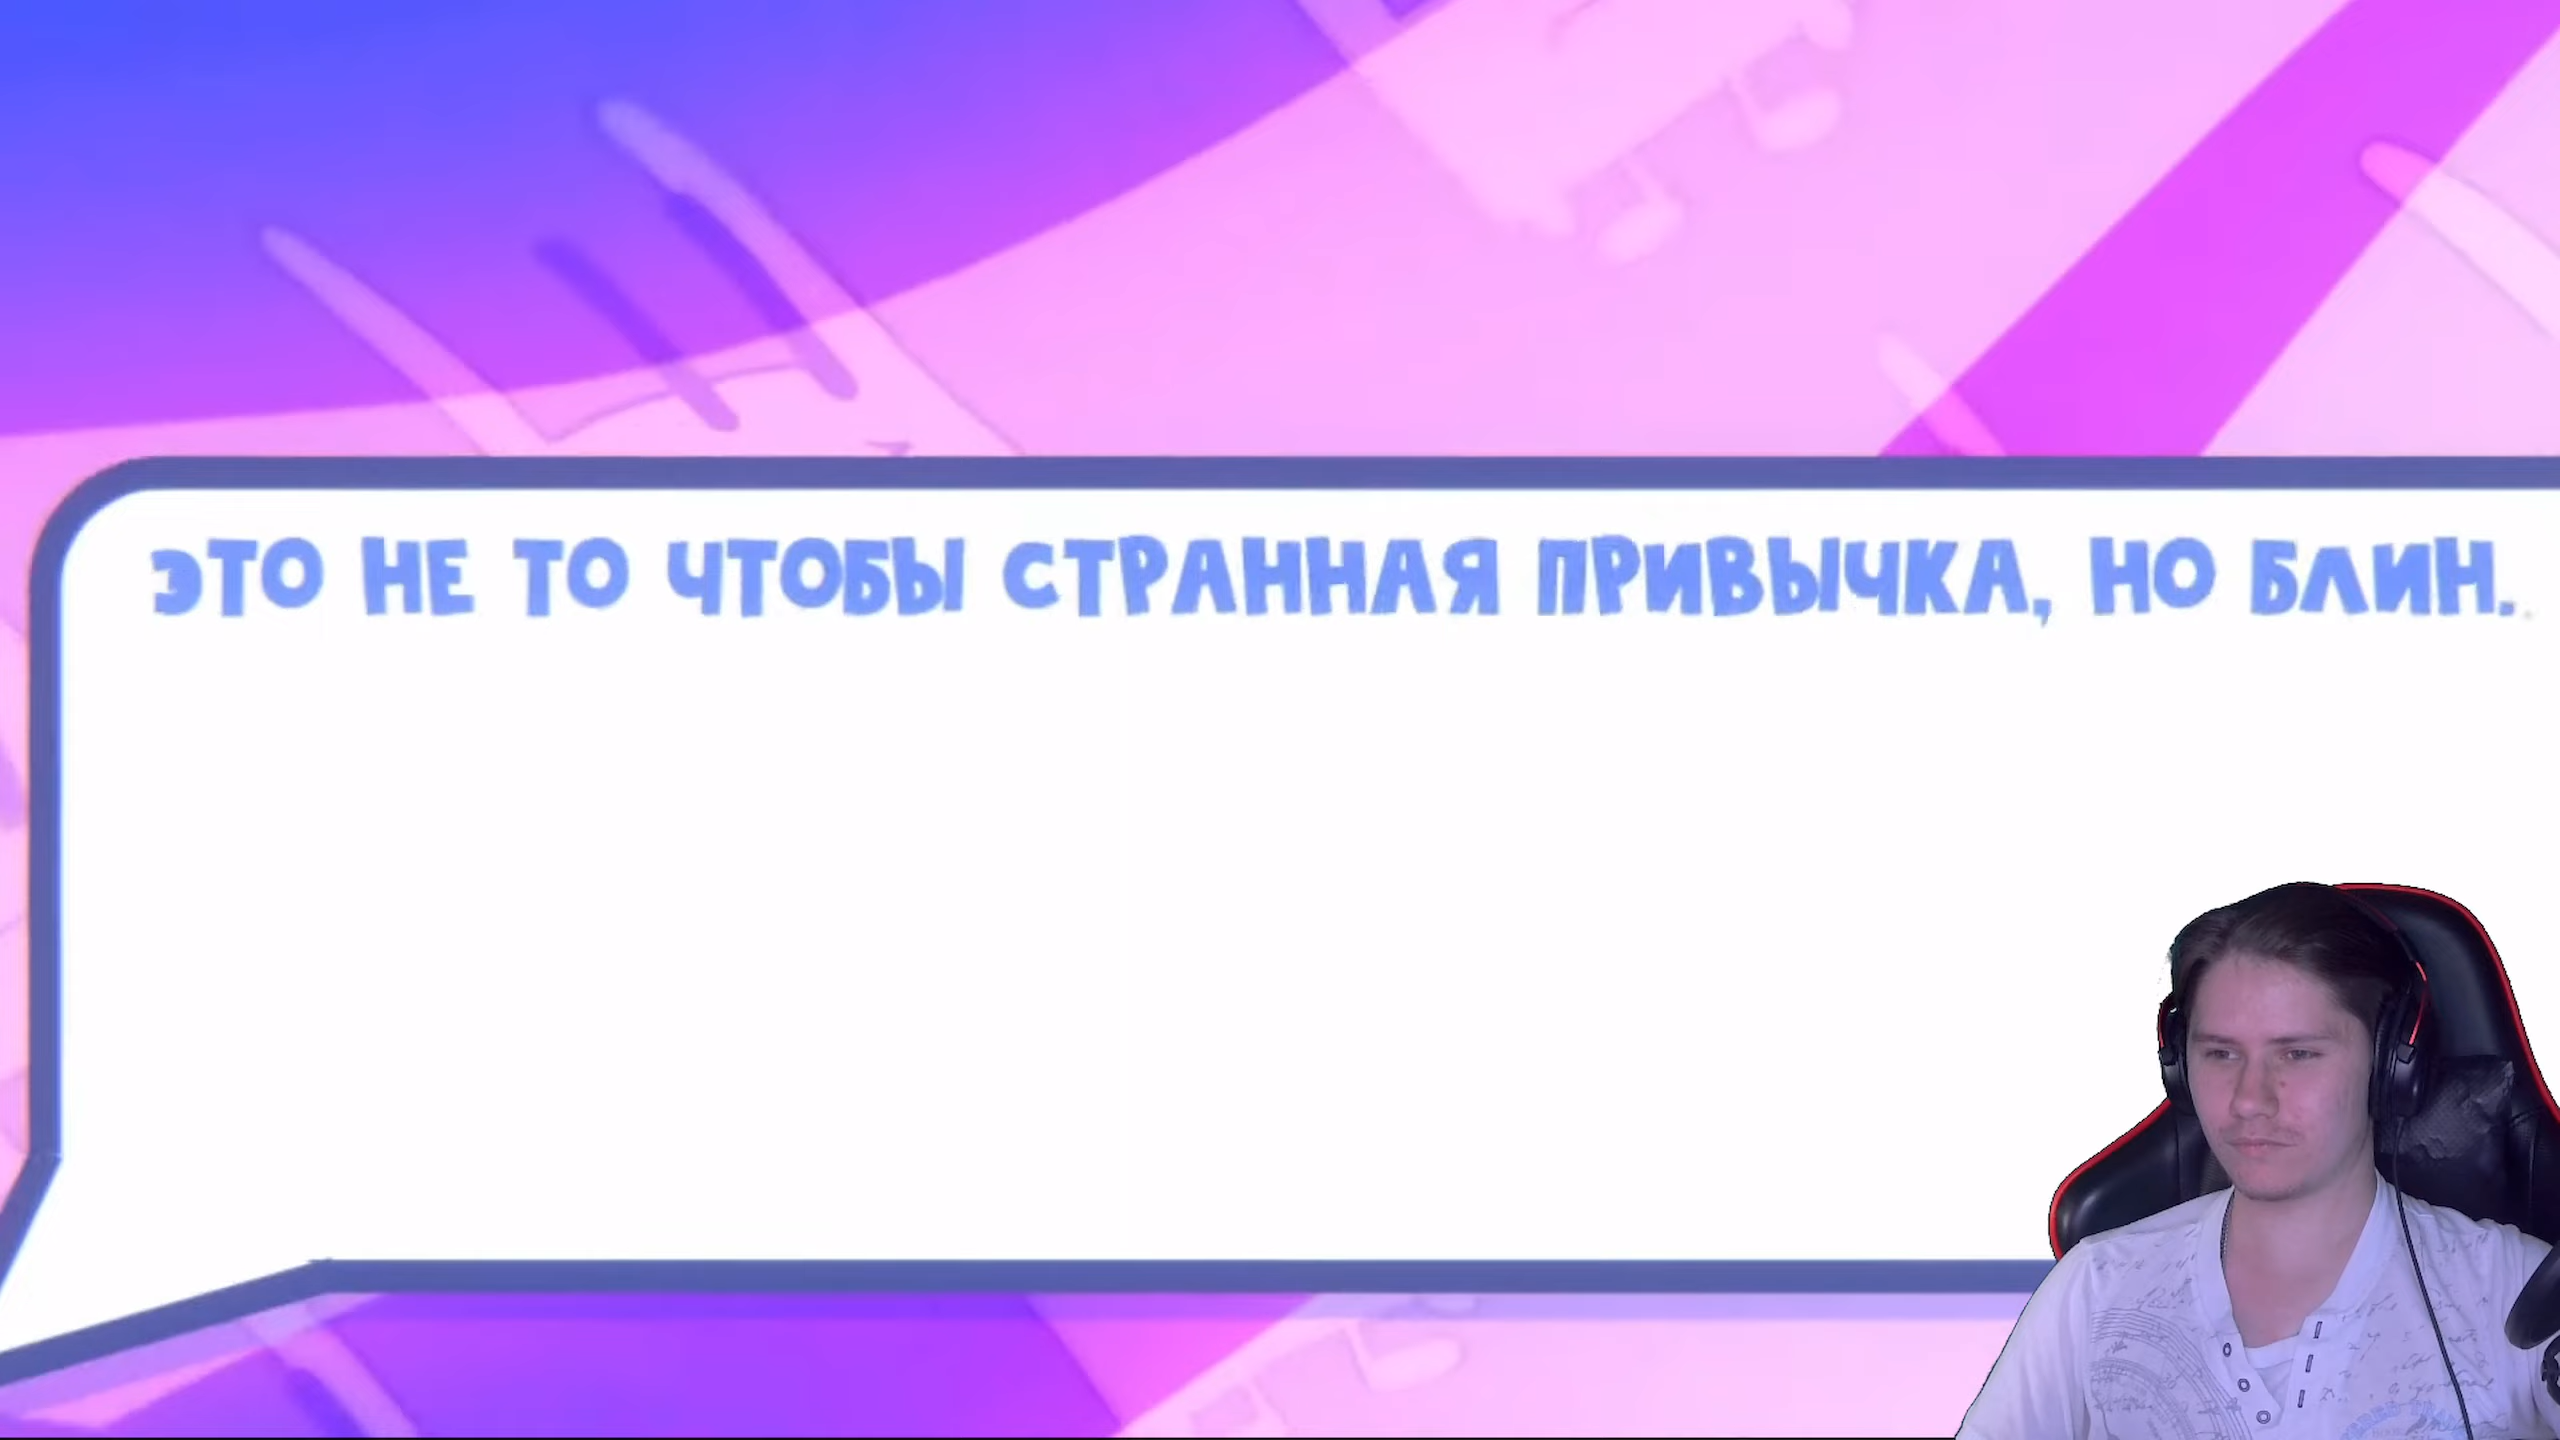 ЭТО НЕ ТО ЧТОБЫ СТРАННАЯ ПРИВЫЧКА, НО БЛИН.